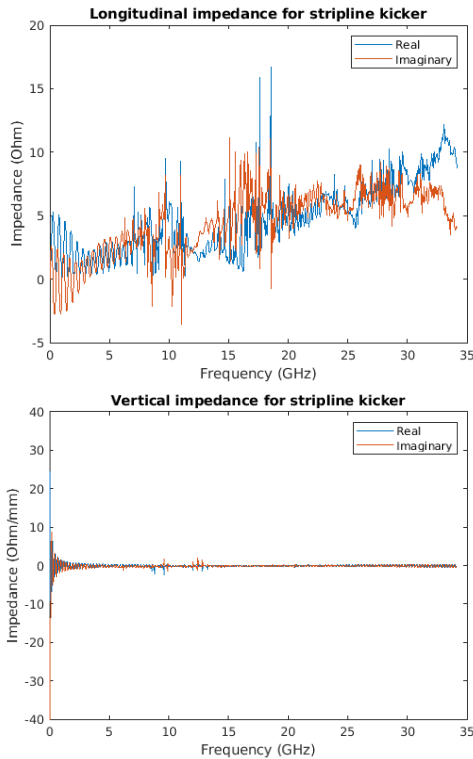 Longitudinal impedance for stripline kicker
20
15
10
5
0
-5
Impedance (Ohm)
Real
Imaginary
0 5 10 15 20 25 30 35
Frequency (GHz)
Vertical impedance for stripline kicker
40
30
20
10
0
-10
-20
-30
-40
Impedance (Ohm/mm)
Real
Imaginary
0 5 10 15 20 25 30 35
Frequency (GHz)